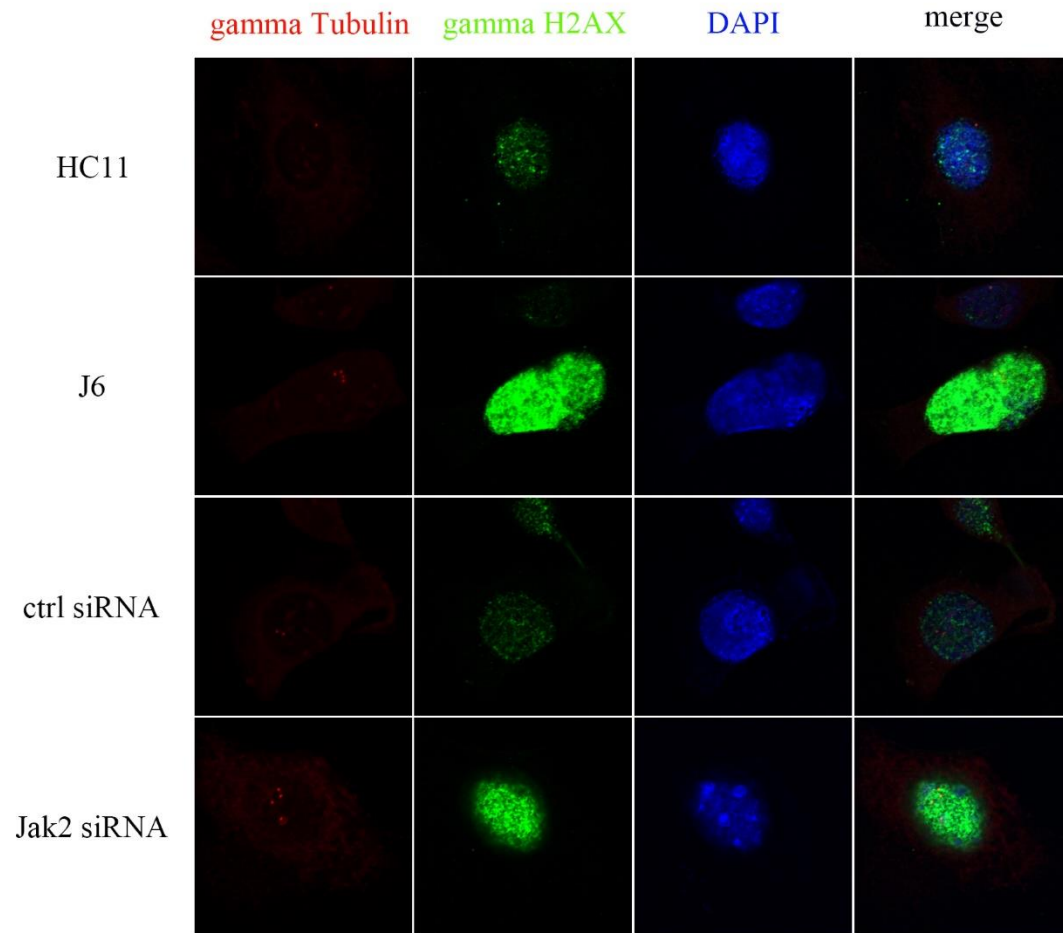 gamma Tubulin gamma H2AX DAPI merge
HC11
J6
ctrl siRNA
Jak2 siRNA